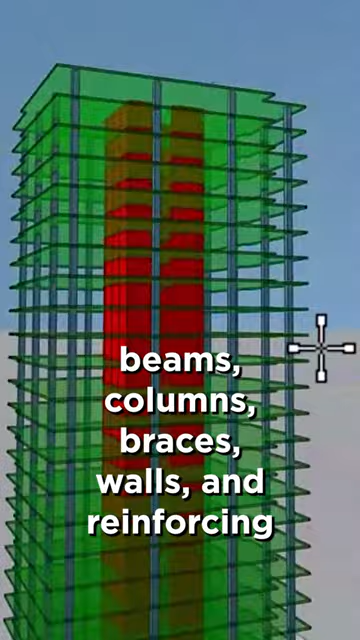 beams,
columns,
braces,
walls, and
reinforcing